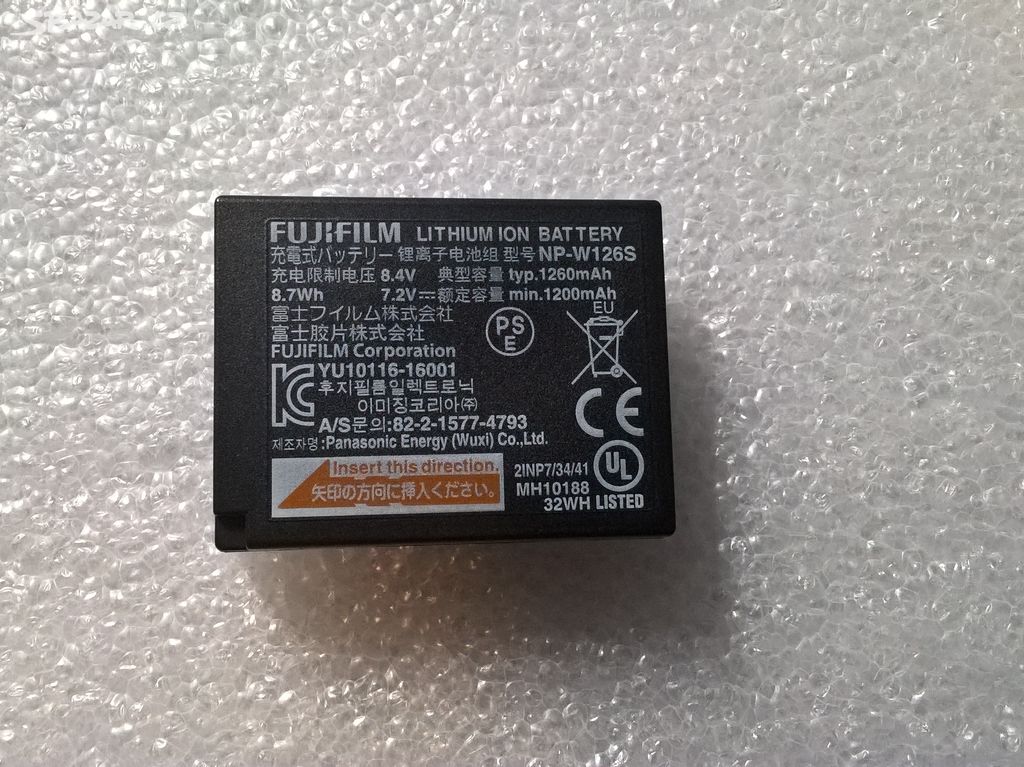 SBAZAR.CZ
FUJIFILM LITHIUM ION BATTERY
充電式バッテリー 锂离子电池组 型号 NP-W126S
充电限制电压 8.4V 典型容量 typ.1260mAh
8.7Wh 7.2V⎓额定容量 min.1200mAh
富士フイルム株式会社
富士胶片株式会社
FUJIFILM Corporation
PS
E
EU
YU10116-16001
후지필름일렉트로닉
이미징코리아㈜
A/S문의:82-2-1577-4793
제조자명:Panasonic Energy (Wuxi) Co.,Ltd.
CE
Insert this direction.
矢印の方向に挿入ください。
2INP7/34/41
MH10188
32WH
UL
LISTED